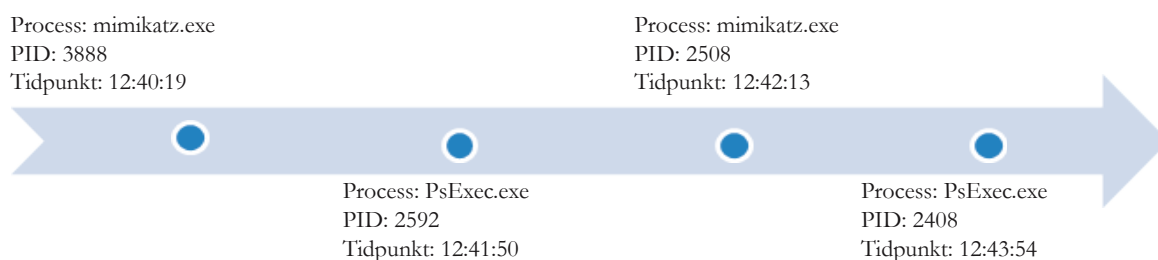 Process: mimikatz.exe
PID: 3888
Tidpunkt: 12:40:19
Process: PsExec.exe
PID: 2592
Tidpunkt: 12:41:50
Process: mimikatz.exe
PID: 2508
Tidpunkt: 12:42:13
Process: PsExec.exe
PID: 2408
Tidpunkt: 12:43:54